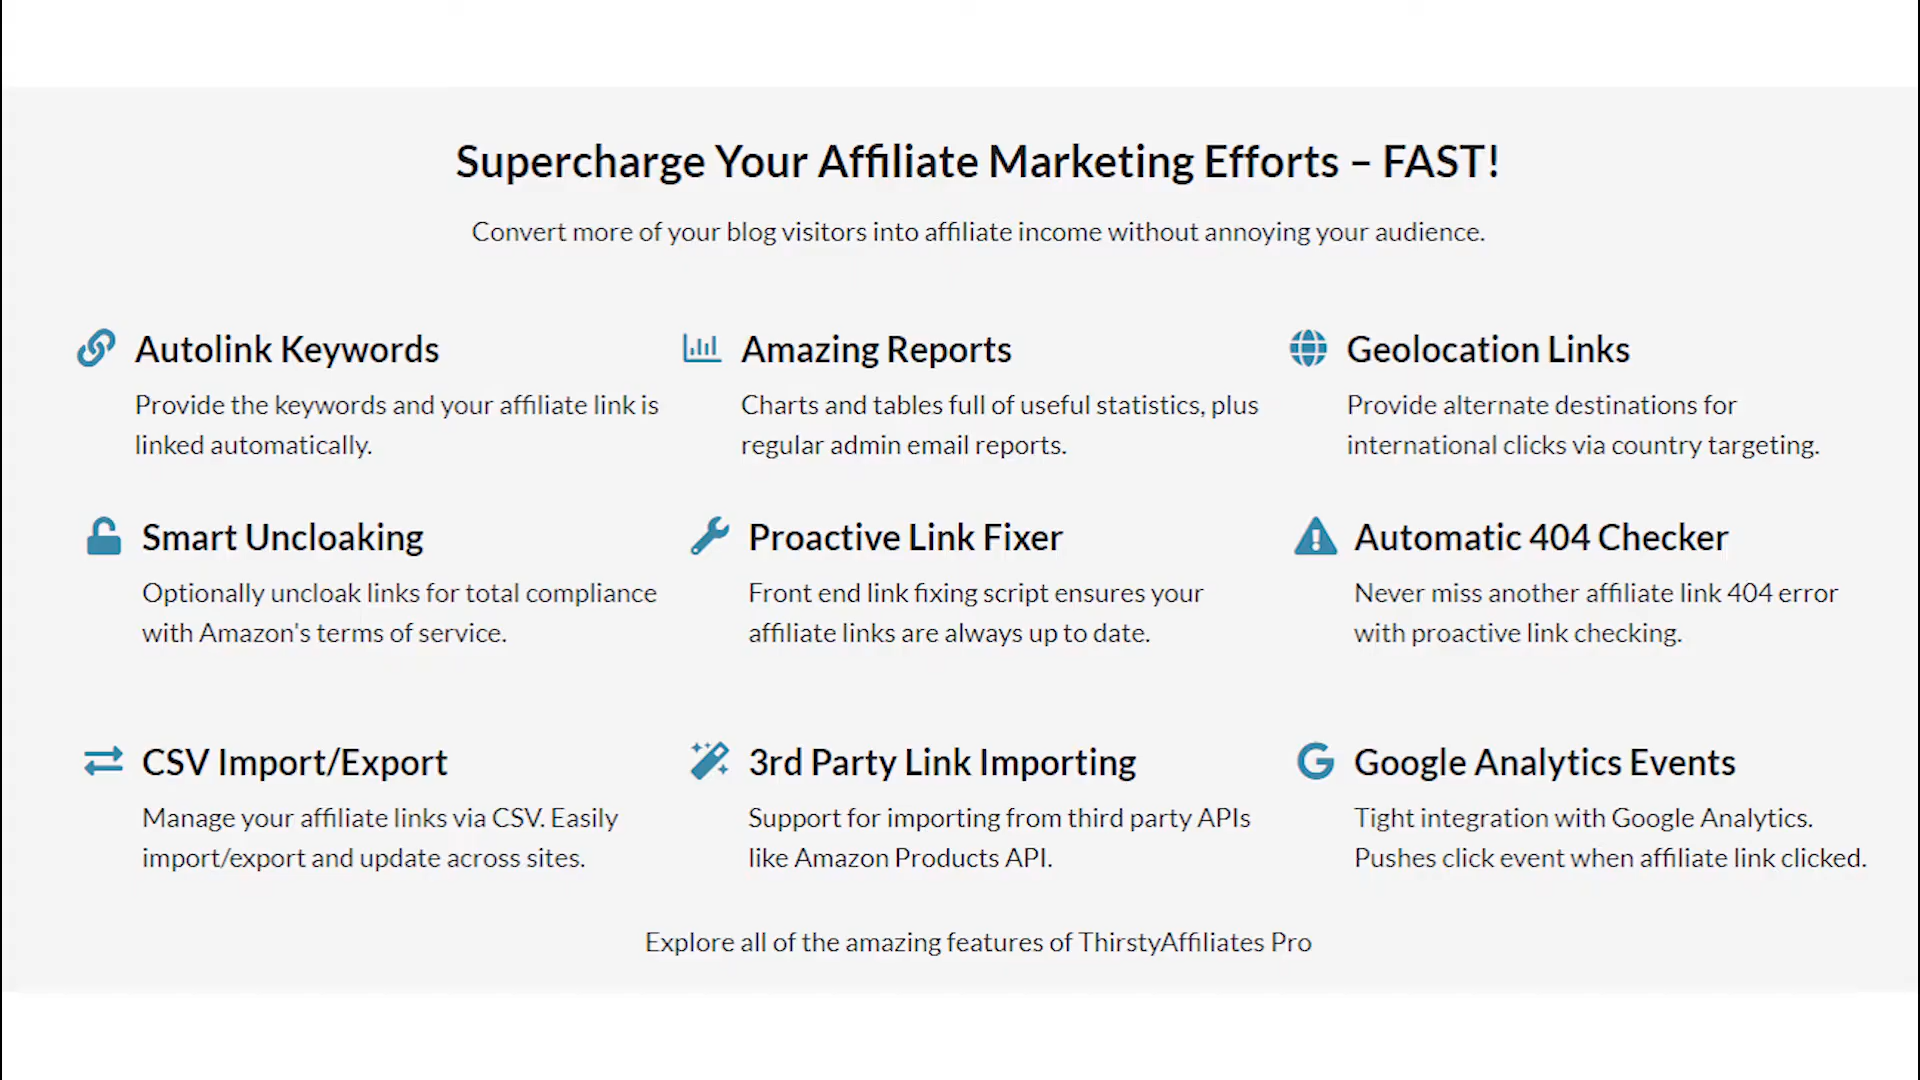 Supercharge Your Affiliate Marketing Efforts – FAST!
Convert more of your blog visitors into affiliate income without annoying your audience.
Autolink Keywords
Provide the keywords and your affiliate link is
linked automatically.
Amazing Reports
Charts and tables full of useful statistics, plus
regular admin email reports.
Geolocation Links
Provide alternate destinations for
international clicks via country targeting.
Smart Uncloaking
Optionally uncloak links for total compliance
with Amazon's terms of service.
Proactive Link Fixer
Front end link fixing script ensures your
affiliate links are always up to date.
Automatic 404 Checker
Never miss another affiliate link 404 error
with proactive link checking.
CSV Import/Export
Manage your affiliate links via CSV. Easily
import/export and update across sites.
3rd Party Link Importing
Support for importing from third party APIs
like Amazon Products API.
Google Analytics Events
Tight integration with Google Analytics.
Pushes click event when affiliate link clicked.
Explore all of the amazing features of ThirstyAffiliates Pro